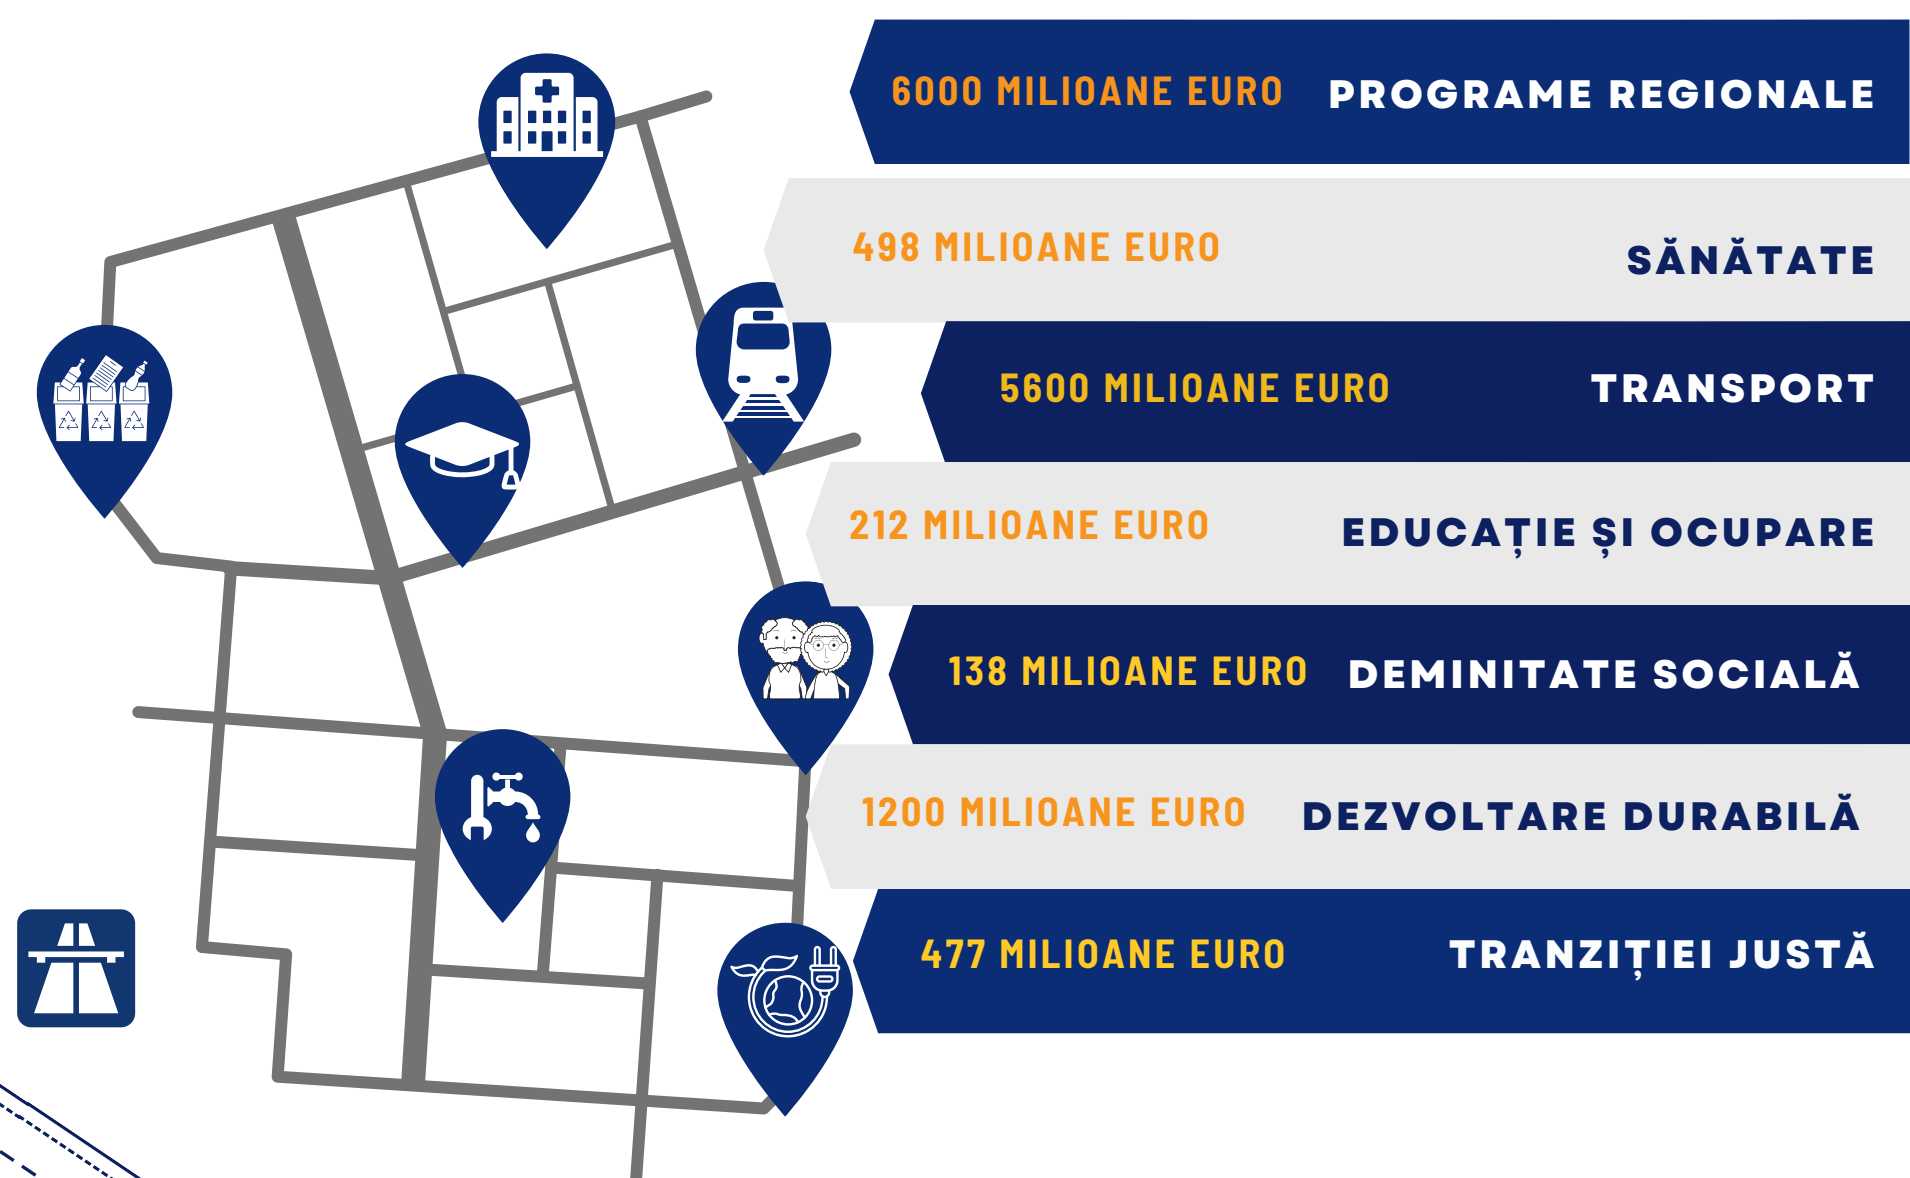 6000 MILIOANE EURO PROGRAME REGIONALE
498 MILIOANE EURO SĂNĂTATE
5600 MILIOANE EURO TRANSPORT
212 MILIOANE EURO EDUCAȚIE ȘI OCUPARE
138 MILIOANE EURO DEMINITATE SOCIALĂ
1200 MILIOANE EURO DEZVOLTARE DURABILĂ
477 MILIOANE EURO TRANZIȚIEI JUSTĂ